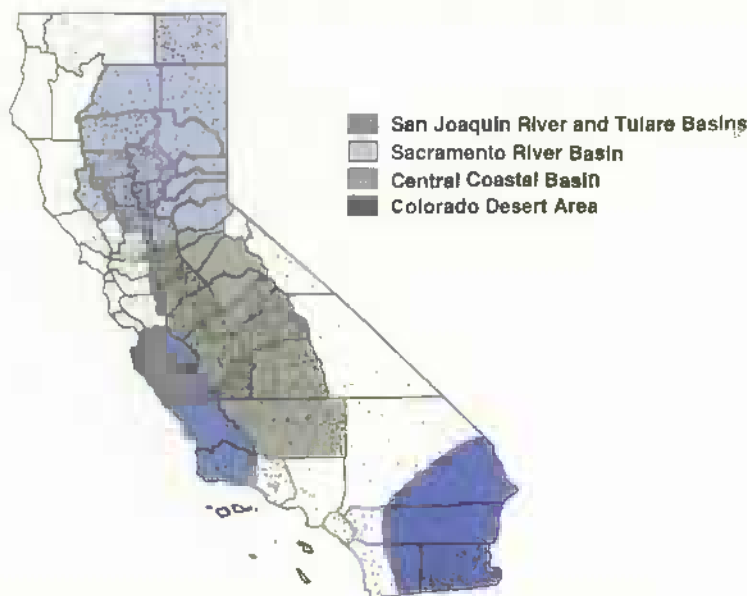 San Joaquin River and Tulare Basins
Sacramento River Basin
Central Coastal Basin
Colorado Desert Area